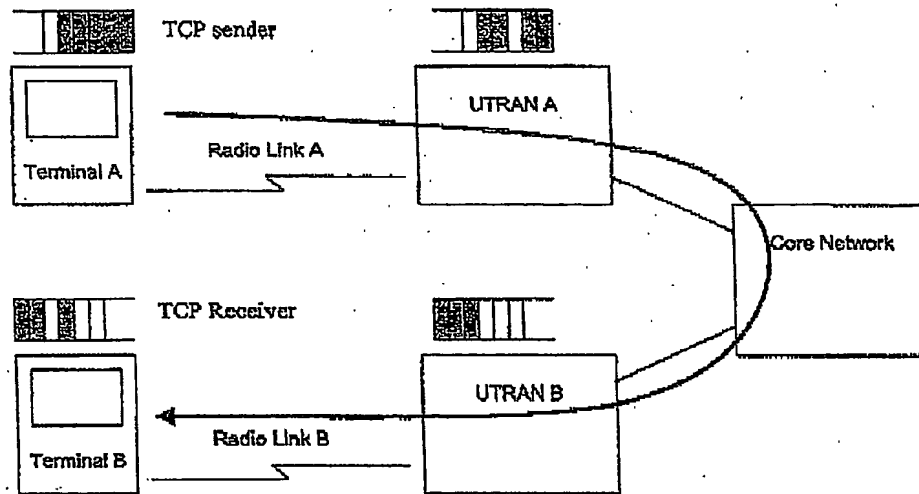 TCP sender
UTRAN A
Radio Link A
Terminal A
Core Network
TCP Receiver
UTRAN B
Radio Link B
Terminal B